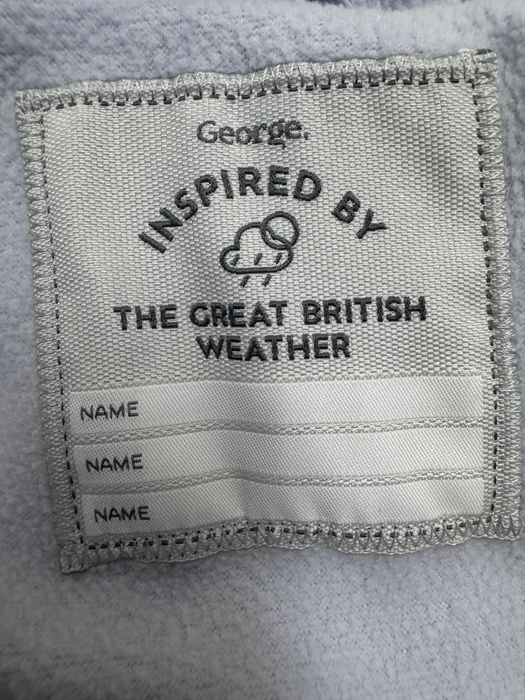 George.
INSPIRED BY
THE GREAT BRITISH
WEATHER
NAME
NAME
NAME